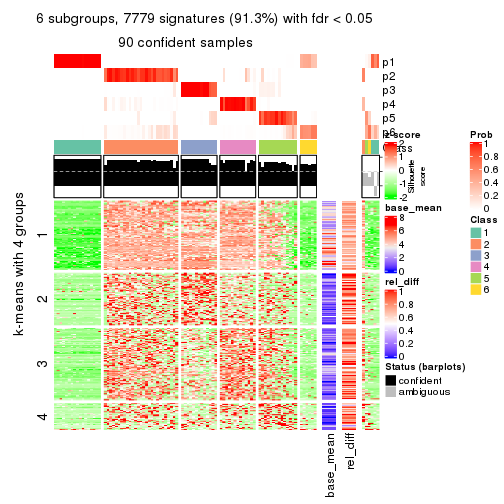 6 subgroups, 7779 signatures (91.3%) with fdr < 0.05
90 confident samples
p1
p2
p3
p4
p5
p6
Class
z-score
2
1
0
-1
-2
Silhouette
score
base_mean
8
6
4
2
0
rel_diff
1
0.8
0.6
0.4
0.2
0
Status (barplots)
confident
ambiguous
Prob
1
0.8
0.6
0.4
0.2
0
Class
1
2
3
4
5
6
k-means with 4 groups
1
2
3
4
base_mean
rel_diff